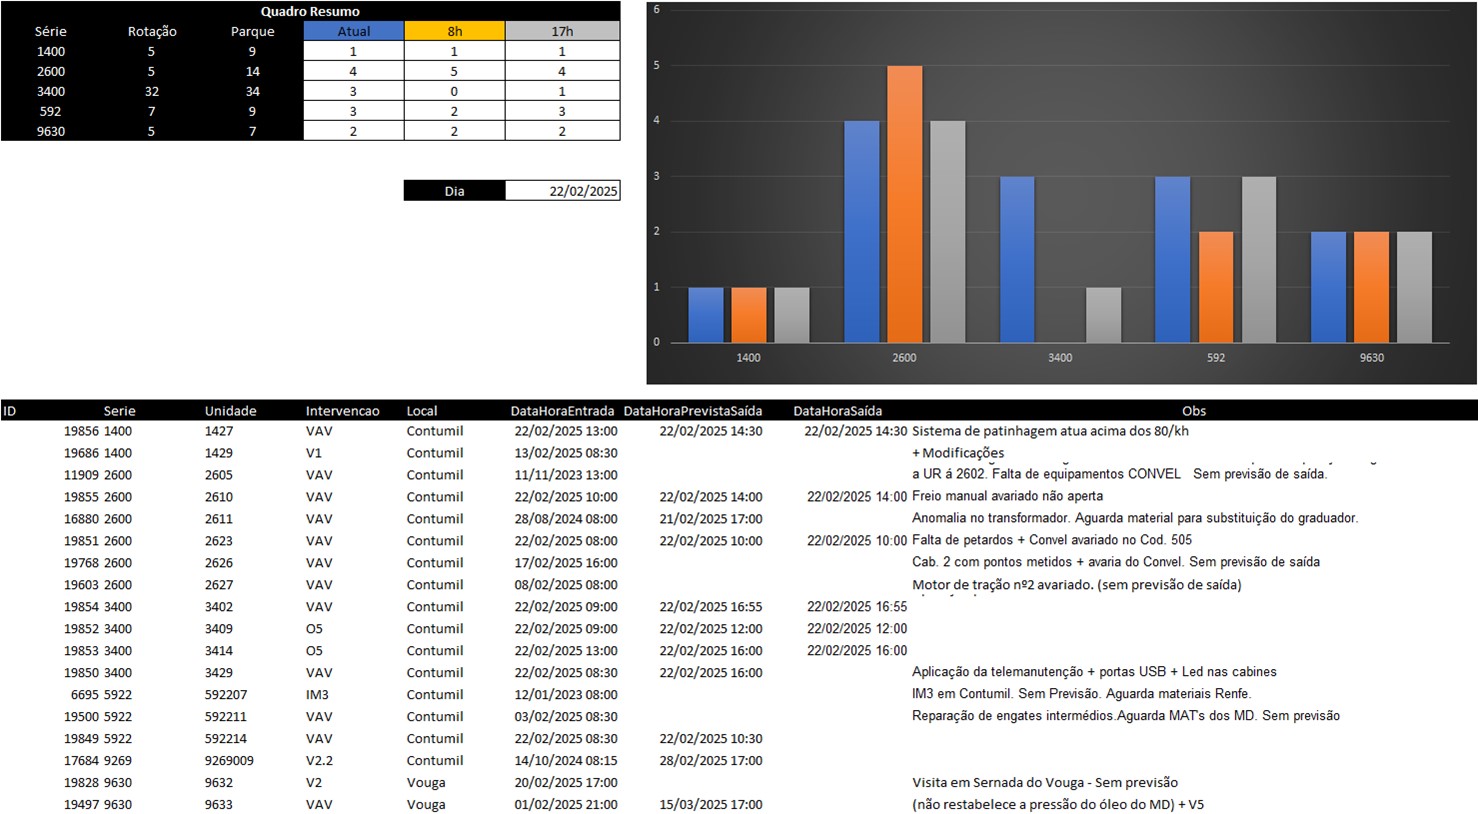 Quadro Resumo
Série Rotação Parque Atual 8h 17h
1400 5 9 1 1 1
2600 5 14 4 5 4
3400 32 34 3 0 1
592 7 9 3 2 3
9630 5 7 2 2 2
Dia 22/02/2025
6
5
4
3
2
1
0
1400 2600 3400 592 9630
ID Serie Unidade Intervencao Local DataHoraEntrada DataHoraPrevistaSaída DataHoraSaída Obs
19856 1400 1427 VAV Contumil 22/02/2025 13:00 22/02/2025 14:30 22/02/2025 14:30 Sistema de patinhagem atua acima dos 80/kh
19686 1400 1429 V1 Contumil 13/02/2025 08:30 + Modificações
11909 2600 2605 VAV Contumil 11/11/2023 13:00 a UR á 2602. Falta de equipamentos CONVEL Sem previsão de saída.
19855 2600 2610 VAV Contumil 22/02/2025 10:00 22/02/2025 14:00 22/02/2025 14:00 Freio manual avariado não aperta
16880 2600 2611 VAV Contumil 28/08/2024 08:00 21/02/2025 17:00 Anomalia no transformador. Aguarda material para substituição do graduador.
19851 2600 2623 VAV Contumil 22/02/2025 08:00 22/02/2025 10:00 22/02/2025 10:00 Falta de petardos + Convel avariado no Cod. 505
19768 2600 2626 VAV Contumil 17/02/2025 16:00 Cab. 2 com pontos metidos + avaria do Convel. Sem previsão de saída
19603 2600 2627 VAV Contumil 08/02/2025 08:00 Motor de tração nº2 avariado. (sem previsão de saída)
19854 3400 3402 VAV Contumil 22/02/2025 09:00 22/02/2025 16:55 22/02/2025 16:55
19852 3400 3409 O5 Contumil 22/02/2025 09:00 22/02/2025 12:00 22/02/2025 12:00
19853 3400 3414 O5 Contumil 22/02/2025 13:00 22/02/2025 16:00 22/02/2025 16:00
19850 3400 3429 VAV Contumil 22/02/2025 08:30 22/02/2025 16:00 Aplicação da telemanutenção + portas USB + Led nas cabines
6695 5922 592207 IM3 Contumil 12/01/2023 08:00 IM3 em Contumil. Sem Previsão. Aguarda materiais Renfe.
19500 5922 592211 VAV Contumil 03/02/2025 08:30 Reparação de engates intermédios.Aguarda MAT's dos MD. Sem previsão
19849 5922 592214 VAV Contumil 22/02/2025 08:30 22/02/2025 10:30
17684 9269 9269009 V2.2 Contumil 14/10/2024 08:15 28/02/2025 17:00
19828 9630 9632 V2 Vouga 20/02/2025 17:00 Visita em Sernada do Vouga - Sem previsão
19497 9630 9633 VAV Vouga 01/02/2025 21:00 15/03/2025 17:00 (não restabelece a pressão do óleo do MD) + V5